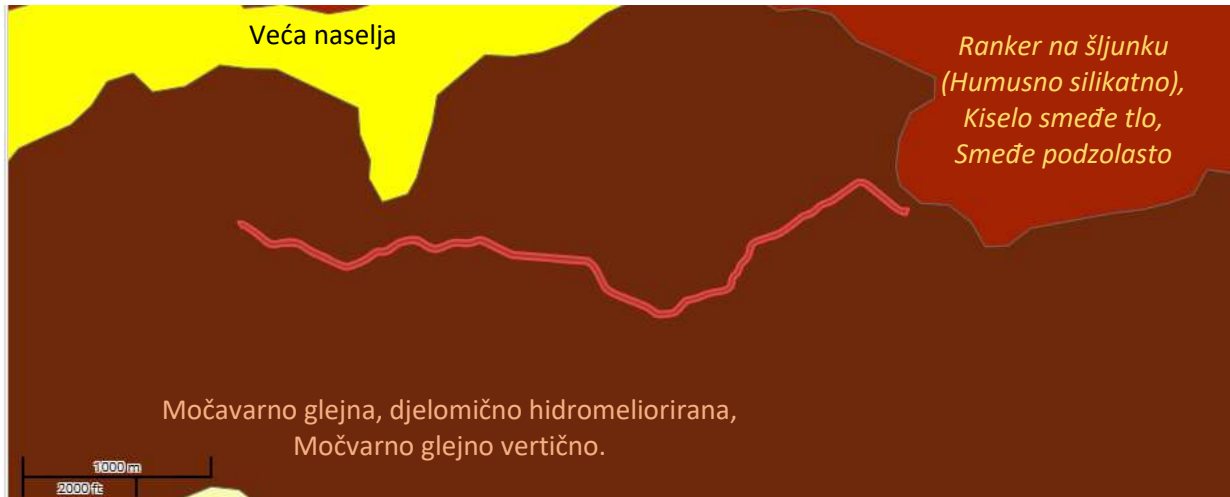 Veća naselja
Ranker na šljunku
(Humusno silikatno),
Kiselo smeđe tlo,
Smeđe podzolasto
Močavarno glejna, djelomično hidromeliorirana,
Močvarno glejno vertično.
1000 m
2000 ft